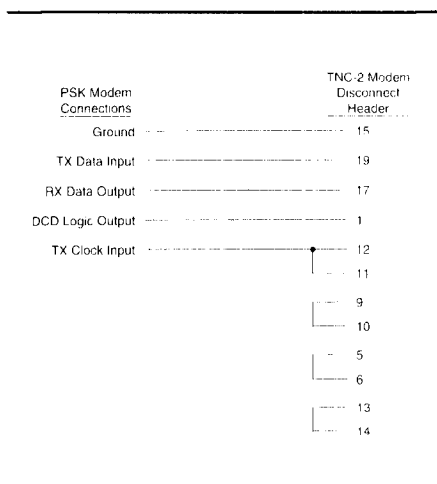 PSK Modem
Connections
TNC-2 Modem
Disconnect
Header
Ground 15
TX Data Input 19
RX Data Output 17
DCD Logic Output 1
TX Clock Input 12
11
9
10
5
6
13
14